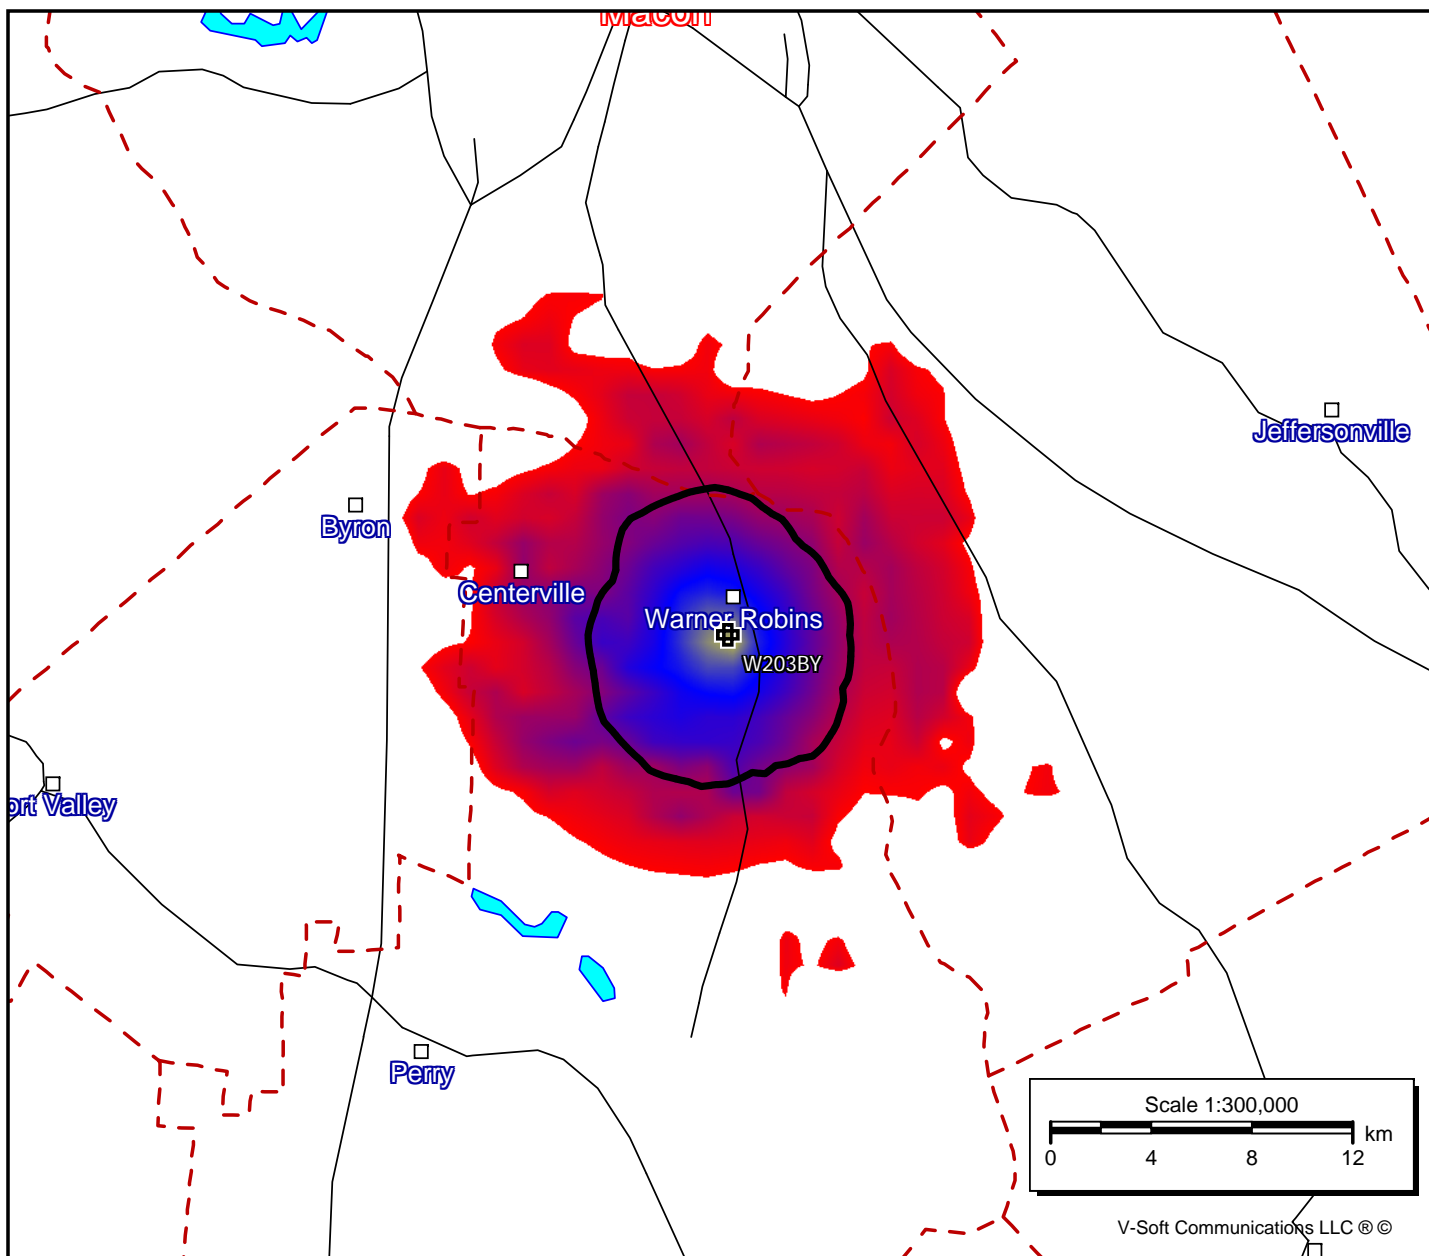 Macon
Jeffersonville
Byron
Centerville
Warner Robins
W203BY
ort Valley
Perry
Scale 1:300,000
km
0 4 8 12
V-Soft Communications LLC ® ©